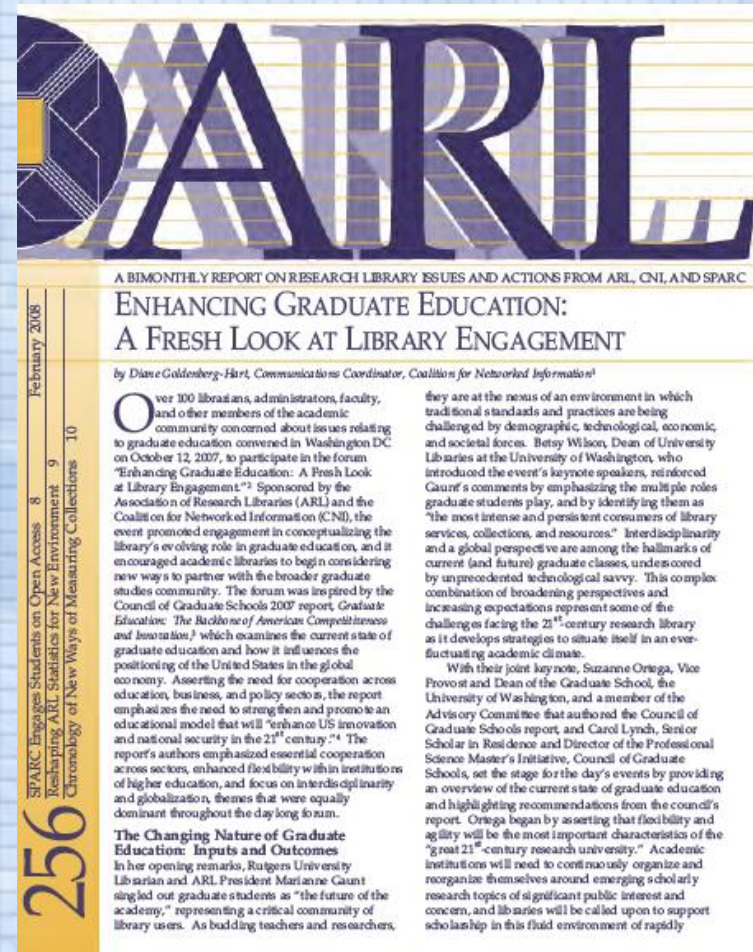 ARL
A BIMONTHLY REPORT ON RESEARCH LIBRARY ISSUES AND ACTIONS FROM ARL, CNI, AND SPARC
ENHANCING GRADUATE EDUCATION:
A FRESH LOOK AT LIBRARY ENGAGEMENT
by Diane Goldenberg-Hart, Communications Coordinator, Coalition for Networked Information¹
Over 100 librarians, administrators, faculty,
and other members of the academic
community concerned about issues relating
to graduate education convened in Washington DC
on October 12, 2007, to participate in the forum
“Enhancing Graduate Education: A Fresh Look
at Library Engagement.”² Sponsored by the
Association of Research Libraries (ARL) and the
Coalition for Networked Information (CNI), the
event promoted engagement in conceptualizing the
library’s evolving role in graduate education, and it
encouraged academic libraries to begin considering
new ways to partner with the broader graduate
studies community. The forum was inspired by the
Council of Graduate Schools 2007 report, Graduate
Education: The Backbone of American Competitiveness
and Innovation,³ which examines the current state of
graduate education and how it influences the
positioning of the United States in the global
economy. Asserting the need for cooperation across
education, business, and policy sectors, the report
emphasizes the need to strengthen and promote an
educational model that will “enhance US innovation
and national security in the 21st century.”⁴ The
report’s authors emphasized essential cooperation
across sectors, enhanced flexibility within institutions
of higher education, and focus on interdisciplinarity
and globalization, themes that were equally
dominant throughout the daylong forum.
The Changing Nature of Graduate
Education: Inputs and Outcomes
In her opening remarks, Rutgers University
Librarian and ARL President Marianne Gaunt
singled out graduate students as “the future of the
academy,” representing a critical community of
library users. As budding teachers and researchers,
they are at the nexus of an environment in which
traditional standards and practices are being
challenged by demographic, technological, economic,
and societal forces. Betsy Wilson, Dean of University
Libraries at the University of Washington, who
introduced the event’s keynote speakers, reinforced
Gaunt’s comments by emphasizing the multiple roles
graduate students play, and by identifying them as
“the most intense and persistent consumers of library
services, collections, and resources.” Interdisciplinarity
and a global perspective are among the hallmarks of
current (and future) graduate classes, underscored
by unprecedented technological savvy. This complex
combination of broadening perspectives and
increasing expectations represent some of the
challenges facing the 21st-century research library
as it develops strategies to situate itself in an ever-
fluctuating academic climate.
With their joint keynote, Suzanne Ortega, Vice
Provost and Dean of the Graduate School, the
University of Washington, and a member of the
Advisory Committee that authored the Council of
Graduate Schools report, and Carol Lynch, Senior
Scholar in Residence and Director of the Professional
Science Master’s Initiative, Council of Graduate
Schools, set the stage for the day’s events by providing
an overview of the current state of graduate education
and highlighting recommendations from the council’s
report. Ortega began by asserting that flexibility and
agility will be the most important characteristics of the
“great 21st-century research university.” Academic
institutions will need to continuously organize and
reorganize themselves around emerging scholarly
research topics of significant public interest and
concern, and libraries will be called upon to support
scholarship in this fluid environment of rapidly
256
February 2008
SPARC Engages Students on Open Access 8
Reshaping ARL Statistics for New Environment 9
Chronology of New Ways of Measuring Collections 10